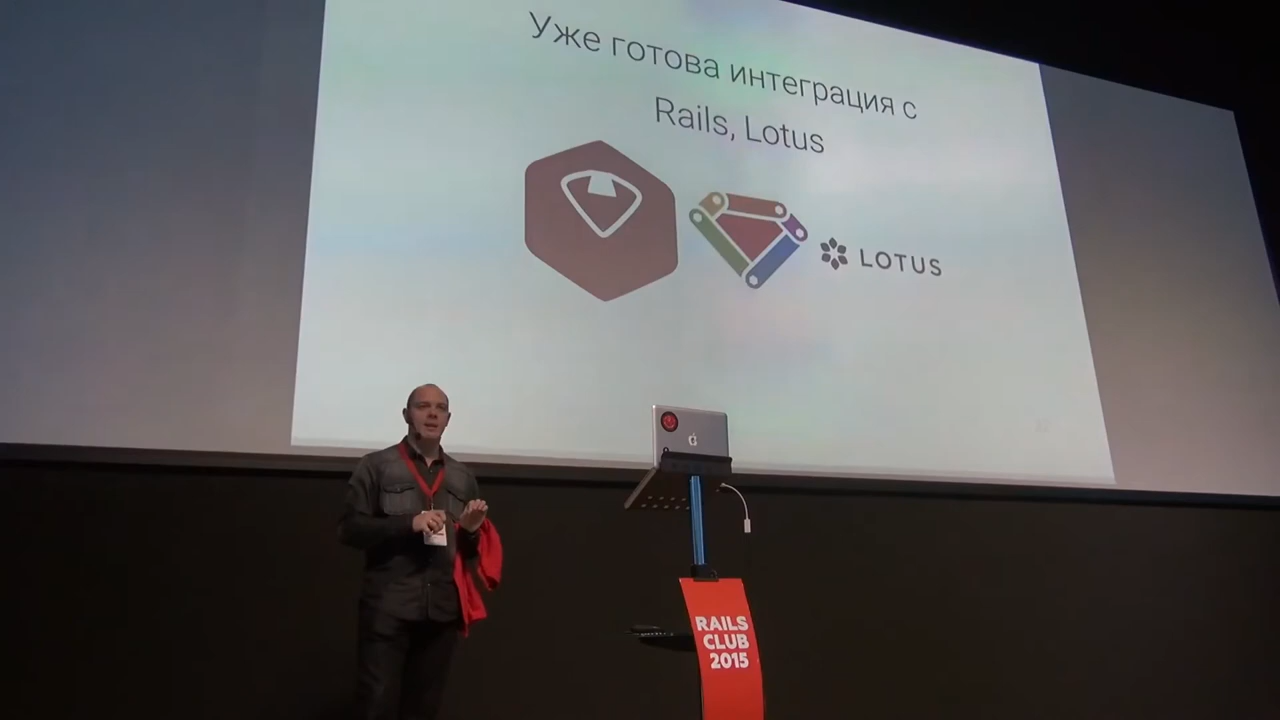 Уже готова интеграция с
Rails, Lotus
LOTUS
RAILS
CLUB
2015